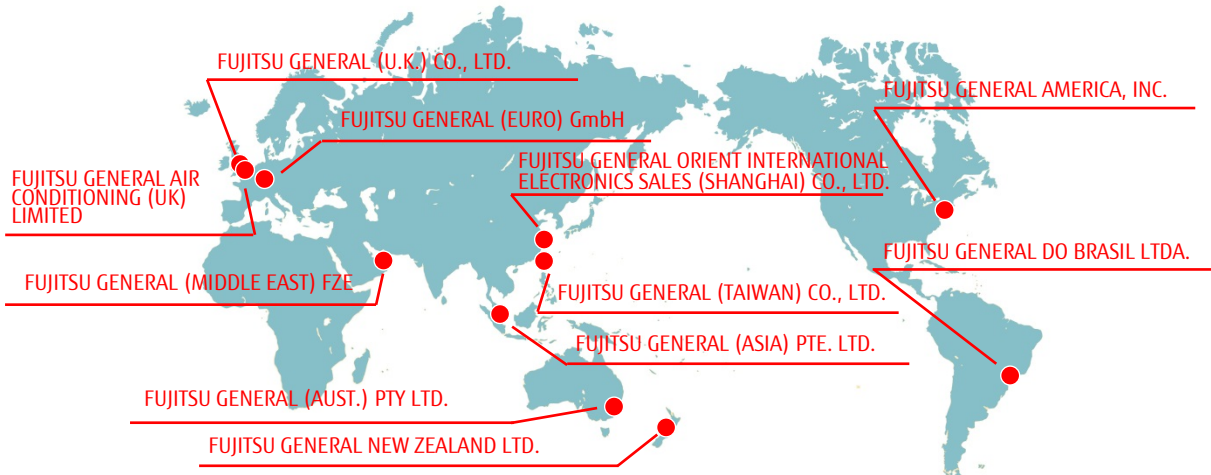 FUJITSU GENERAL (U.K.) CO., LTD.
FUJITSU GENERAL AMERICA, INC.
FUJITSU GENERAL (EURO) GmbH
FUJITSU GENERAL ORIENT INTERNATIONAL
ELECTRONICS SALES (SHANGHAI) CO., LTD.
FUJITSU GENERAL AIR
CONDITIONING (UK)
LIMITED
FUJITSU GENERAL DO BRASIL LTDA.
FUJITSU GENERAL (MIDDLE EAST) FZE
FUJITSU GENERAL (TAIWAN) CO., LTD.
FUJITSU GENERAL (ASIA) PTE. LTD.
FUJITSU GENERAL (AUST.) PTY LTD.
FUJITSU GENERAL NEW ZEALAND LTD.